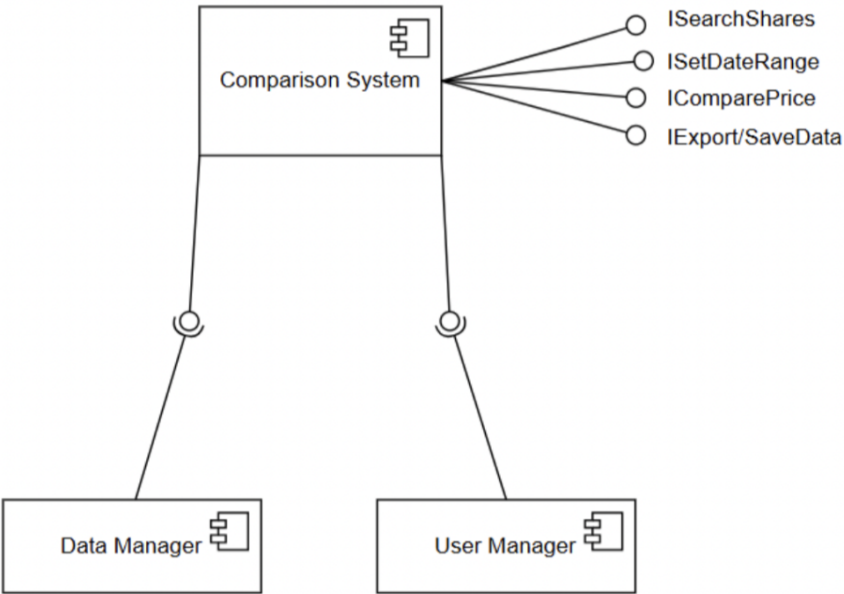 Comparison System
ISearchShares
ISetDateRange
IComparePrice
IExport/SaveData
Data Manager
User Manager